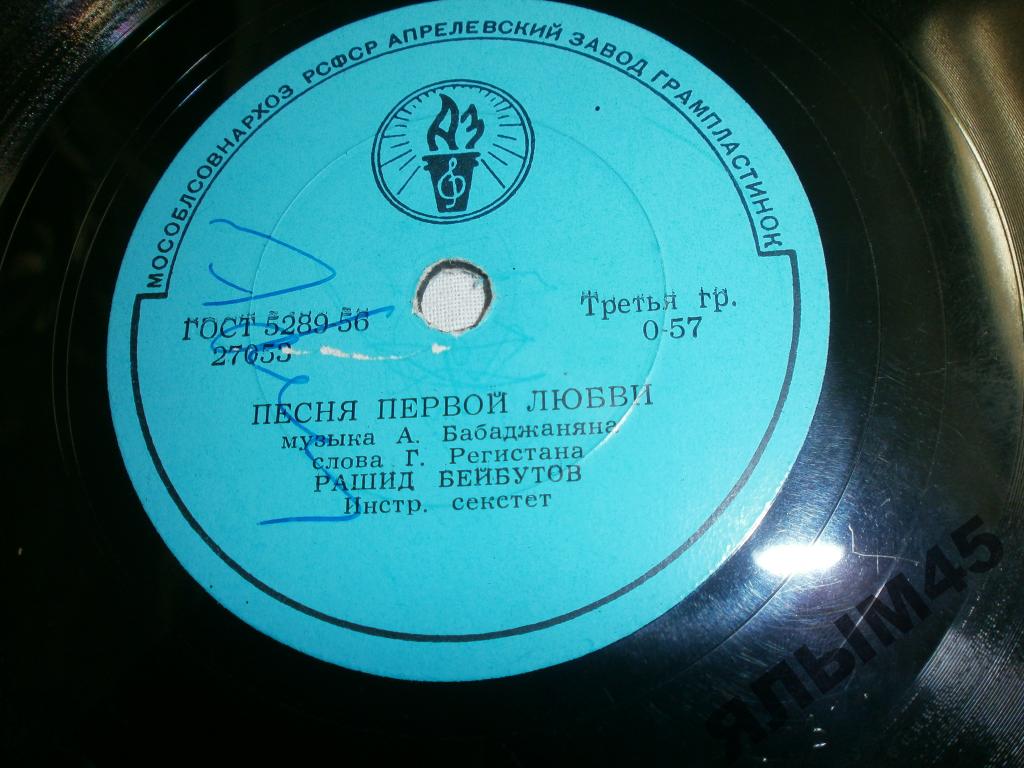 МОСОБЛСОВНАРХОЗ РСФСР АПРЕЛЕВСКИЙ ЗАВОД ГРАМПЛАСТИНОК
АЗ
ГОСТ 5289-56
27053
Третья гр.
0-57
ПЕСНЯ ПЕРВОЙ ЛЮБВИ
музыка А. Бабаджаняна
слова Г. Регистана
РАШИД БЕЙБУТОВ
Инстр. секстет
ЯЛЫМ45